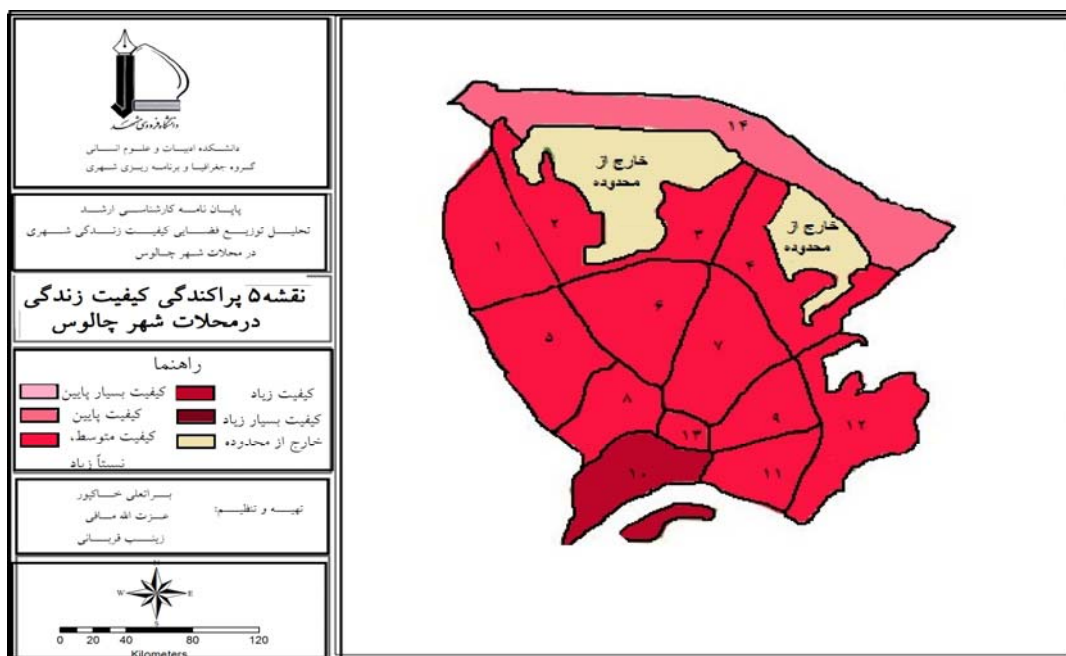 دانشگاه فردوسی مشهد
دانشکده ادبیات و علوم انسانی
گروه جغرافیا و برنامه ریزی شهری
پایان نامه کارشناسی ارشد
تحلیل توزیع فضایی کیفیت زندگی شهری
در محلات شهر چالوس
نقشه۵ پراکندگی کیفیت زندگی
درمحلات شهر چالوس
راهنما
کیفیت زیاد
کیفیت بسیار پایین
کیفیت بسیار زیاد
کیفیت پایین
خارج از محدوده
کیفیت متوسط،
نسبتاً زیاد
تهیه و تنظیم:
براتعلی خاکپور
عزت الله مافی
زینب قربانی
N
W
E
S
0 20 40 80 120
Kilometers
۱۴
خارج از
محدوده
خارج از
محدوده
۱
۲
۳
۴
۵
۶
۷
۸
۹
۱۳
۱۲
۱۰
۱۱